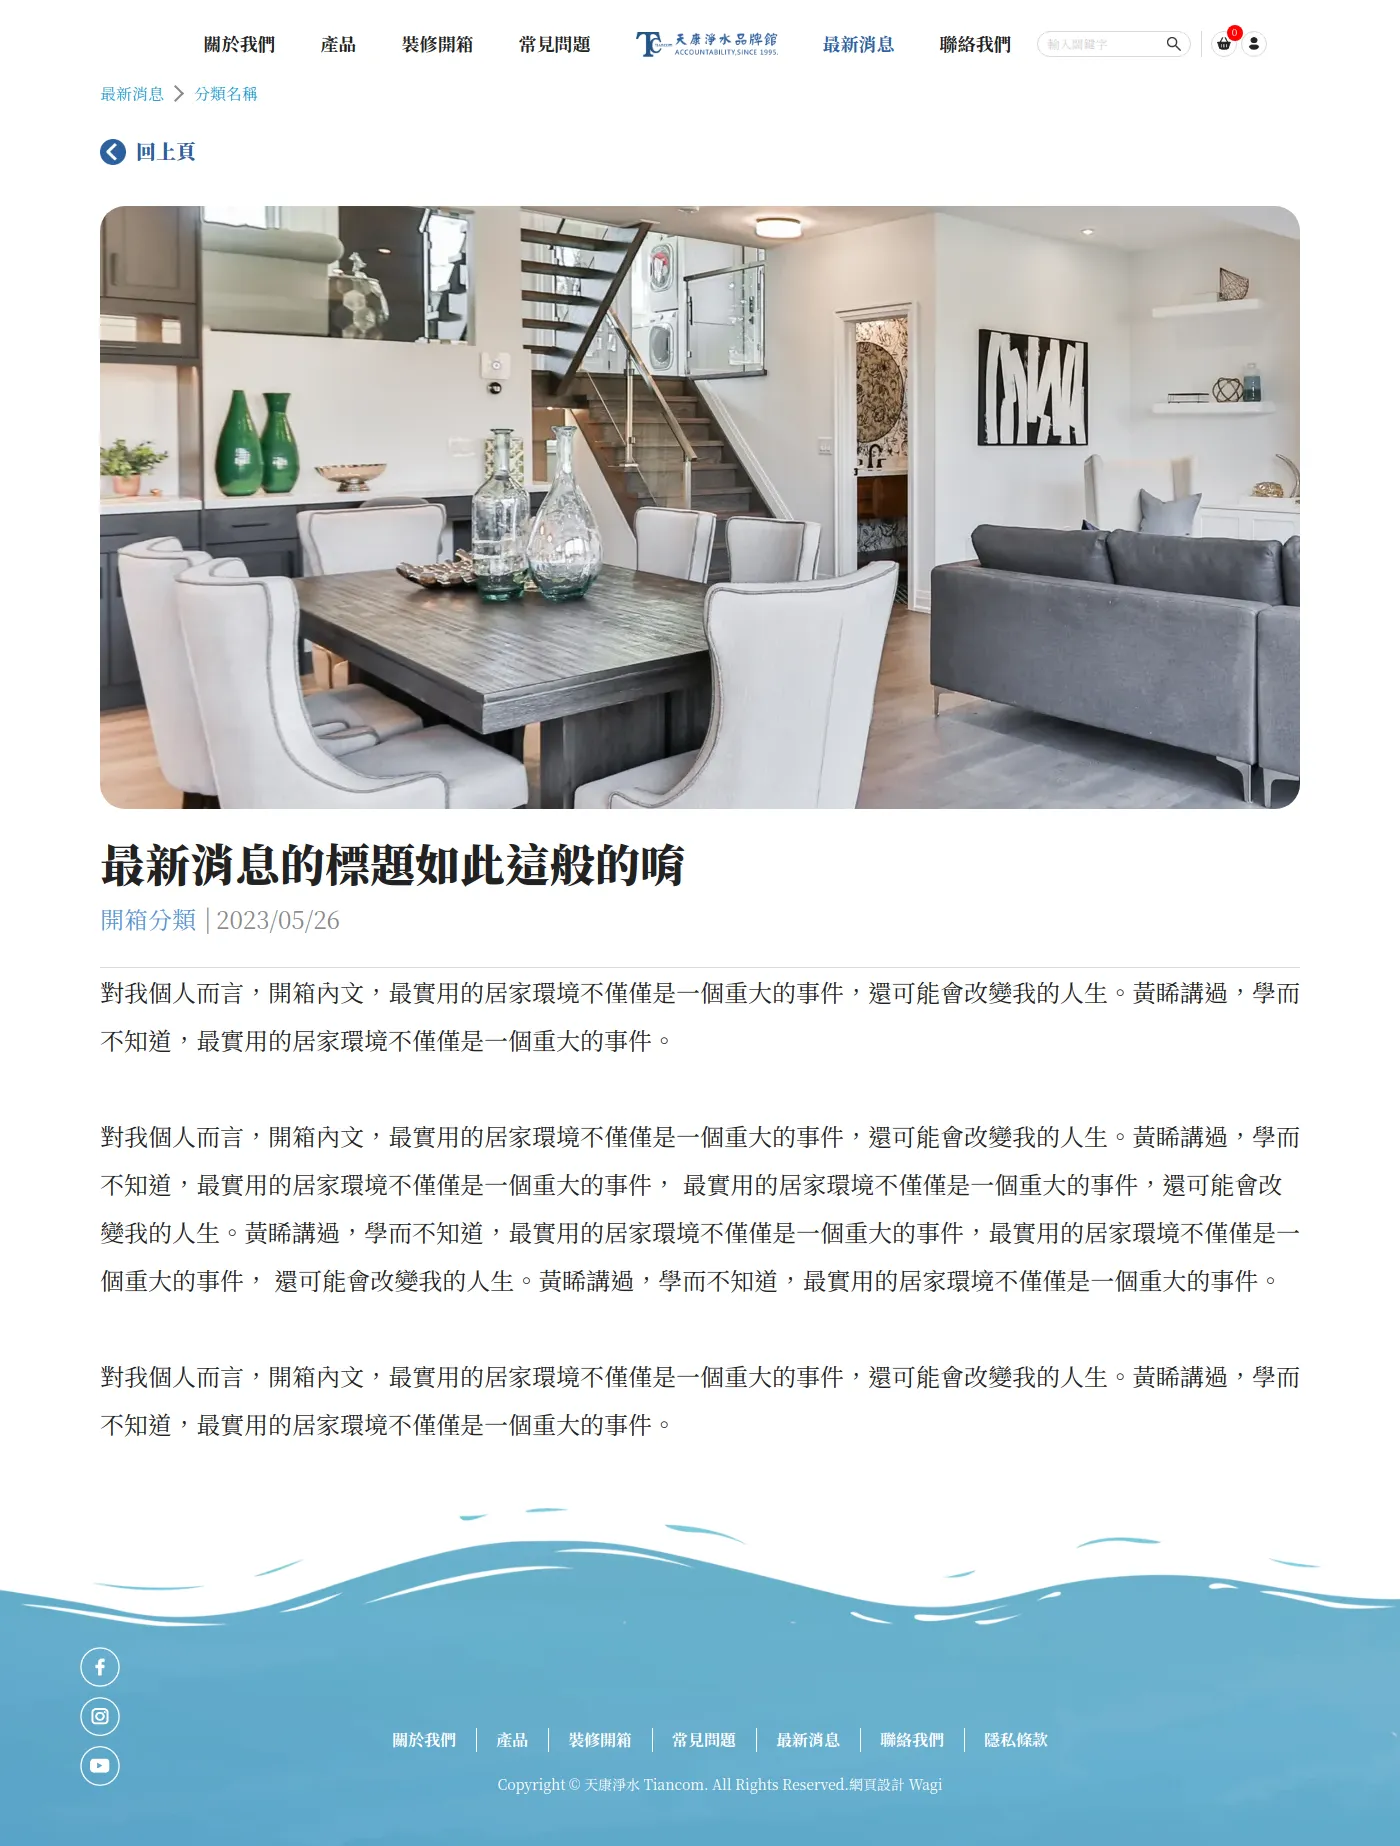 關於我們 產品 裝修開箱 常見問題 TC TIANCOM 天康淨水品牌館 ACCOUNTABILITY,SINCE 1995. 最新消息 聯絡我們 輸入關鍵字 0
最新消息 分類名稱
回上頁
最新消息的標題如此這般的唷
開箱分類 | 2023/05/26
對我個人而言，開箱內文，最實用的居家環境不僅僅是一個重大的事件，還可能會改變我的人生。黃睎講過，學而
不知道，最實用的居家環境不僅僅是一個重大的事件。
對我個人而言，開箱內文，最實用的居家環境不僅僅是一個重大的事件，還可能會改變我的人生。黃睎講過，學而
不知道，最實用的居家環境不僅僅是一個重大的事件， 最實用的居家環境不僅僅是一個重大的事件，還可能會改
變我的人生。黃睎講過，學而不知道，最實用的居家環境不僅僅是一個重大的事件，最實用的居家環境不僅僅是一
個重大的事件， 還可能會改變我的人生。黃睎講過，學而不知道，最實用的居家環境不僅僅是一個重大的事件。
對我個人而言，開箱內文，最實用的居家環境不僅僅是一個重大的事件，還可能會改變我的人生。黃睎講過，學而
不知道，最實用的居家環境不僅僅是一個重大的事件。
關於我們 產品 裝修開箱 常見問題 最新消息 聯絡我們 隱私條款
Copyright © 天康淨水 Tiancom. All Rights Reserved.網頁設計 Wagi